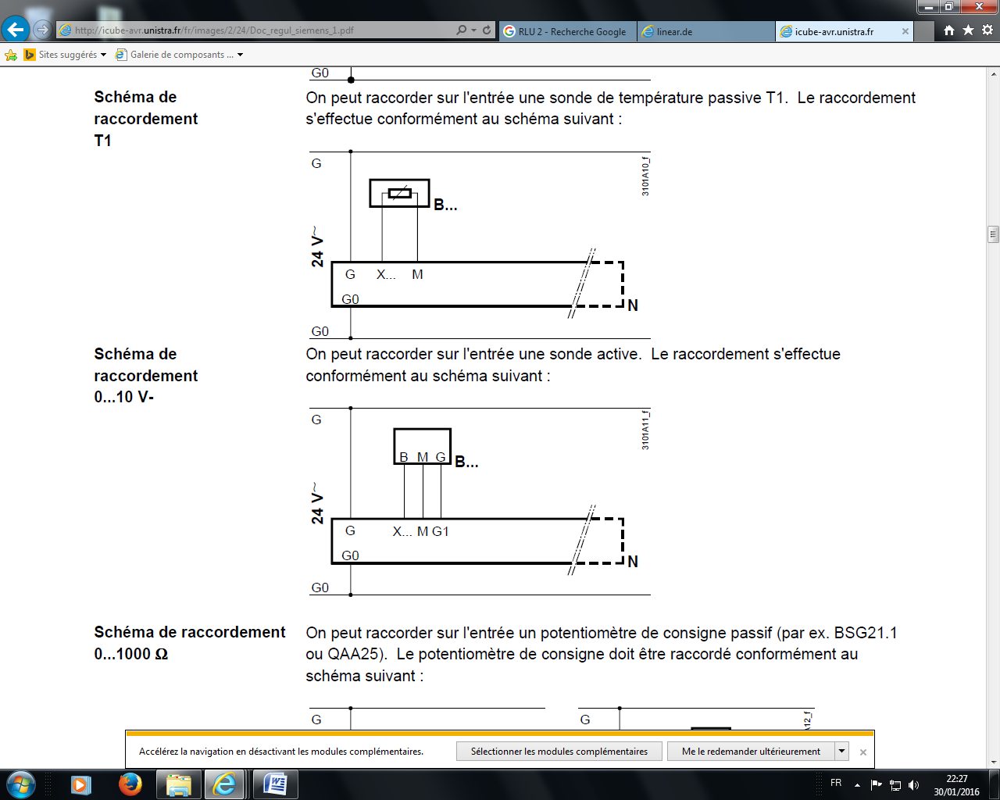 http://icube-avr.unistra.fr/fr/images/2/24/Doc_regul_siemens_1.pdf
RLU 2 - Recherche Google
linear.de
icube-avr.unistra.fr
Sites suggérés
Galerie de composants ...
G0
Schéma de
raccordement
T1
On peut raccorder sur l'entrée une sonde de température passive T1.  Le raccordement
s'effectue conformément au schéma suivant :
G
3101A10_f
B...
24 V~
G X... M
G0
N
G0
Schéma de
raccordement
0...10 V-
On peut raccorder sur l'entrée une sonde active.  Le raccordement s'effectue
conformément au schéma suivant :
G
3101A11_f
B M G
B...
24 V~
G X... M G1
G0
N
G0
Schéma de raccordement
0...1000 Ω
On peut raccorder sur l'entrée un potentiomètre de consigne passif (par ex. BSG21.1
ou QAA25).  Le potentiomètre de consigne doit être raccordé conformément au
schéma suivant :
G
G
A12_f
Accélérez la navigation en désactivant les modules complémentaires.
Sélectionner les modules complémentaires
Me le redemander ultérieurement
FR
22:27
30/01/2016